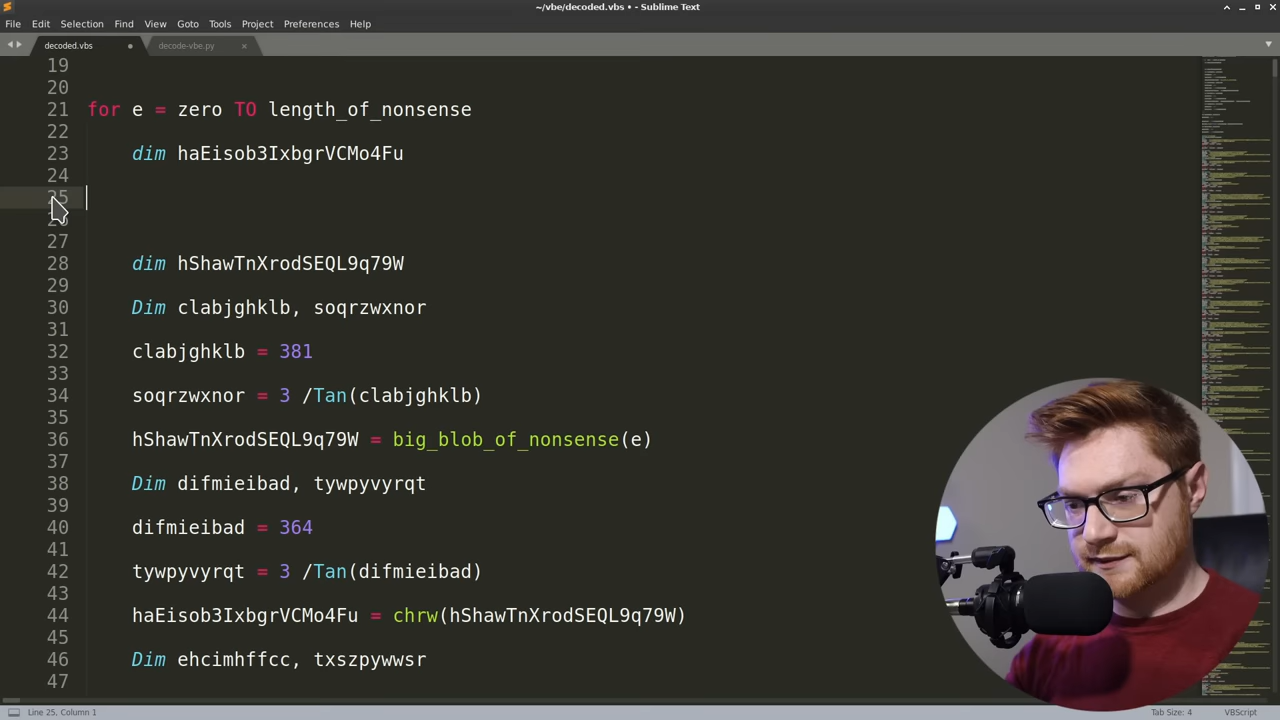 ~/vbe/decoded.vbs • - Sublime Text
File Edit Selection Find View Goto Tools Project Preferences Help
decoded.vbs decode-vbe.py
19
20
21 for e = zero TO length_of_nonsense
22
23 dim haEisob3IxbgrVCMo4Fu
24
25
26
27
28 dim hShawTnXrodSEQL9q79W
29
30 Dim clabjghklb, soqrzwxnor
31
32 clabjghklb = 381
33
34 soqrzwxnor = 3 /Tan(clabjghklb)
35
36 hShawTnXrodSEQL9q79W = big_blob_of_nonsense(e)
37
38 Dim difmieibad, tywpyvyrqt
39
40 difmieibad = 364
41
42 tywpyvyrqt = 3 /Tan(difmieibad)
43
44 haEisob3IxbgrVCMo4Fu = chrw(hShawTnXrodSEQL9q79W)
45
46 Dim ehcimhffcc, txszpywwsr
47
Line 25, Column 1 Tab Size: 4 VBScript